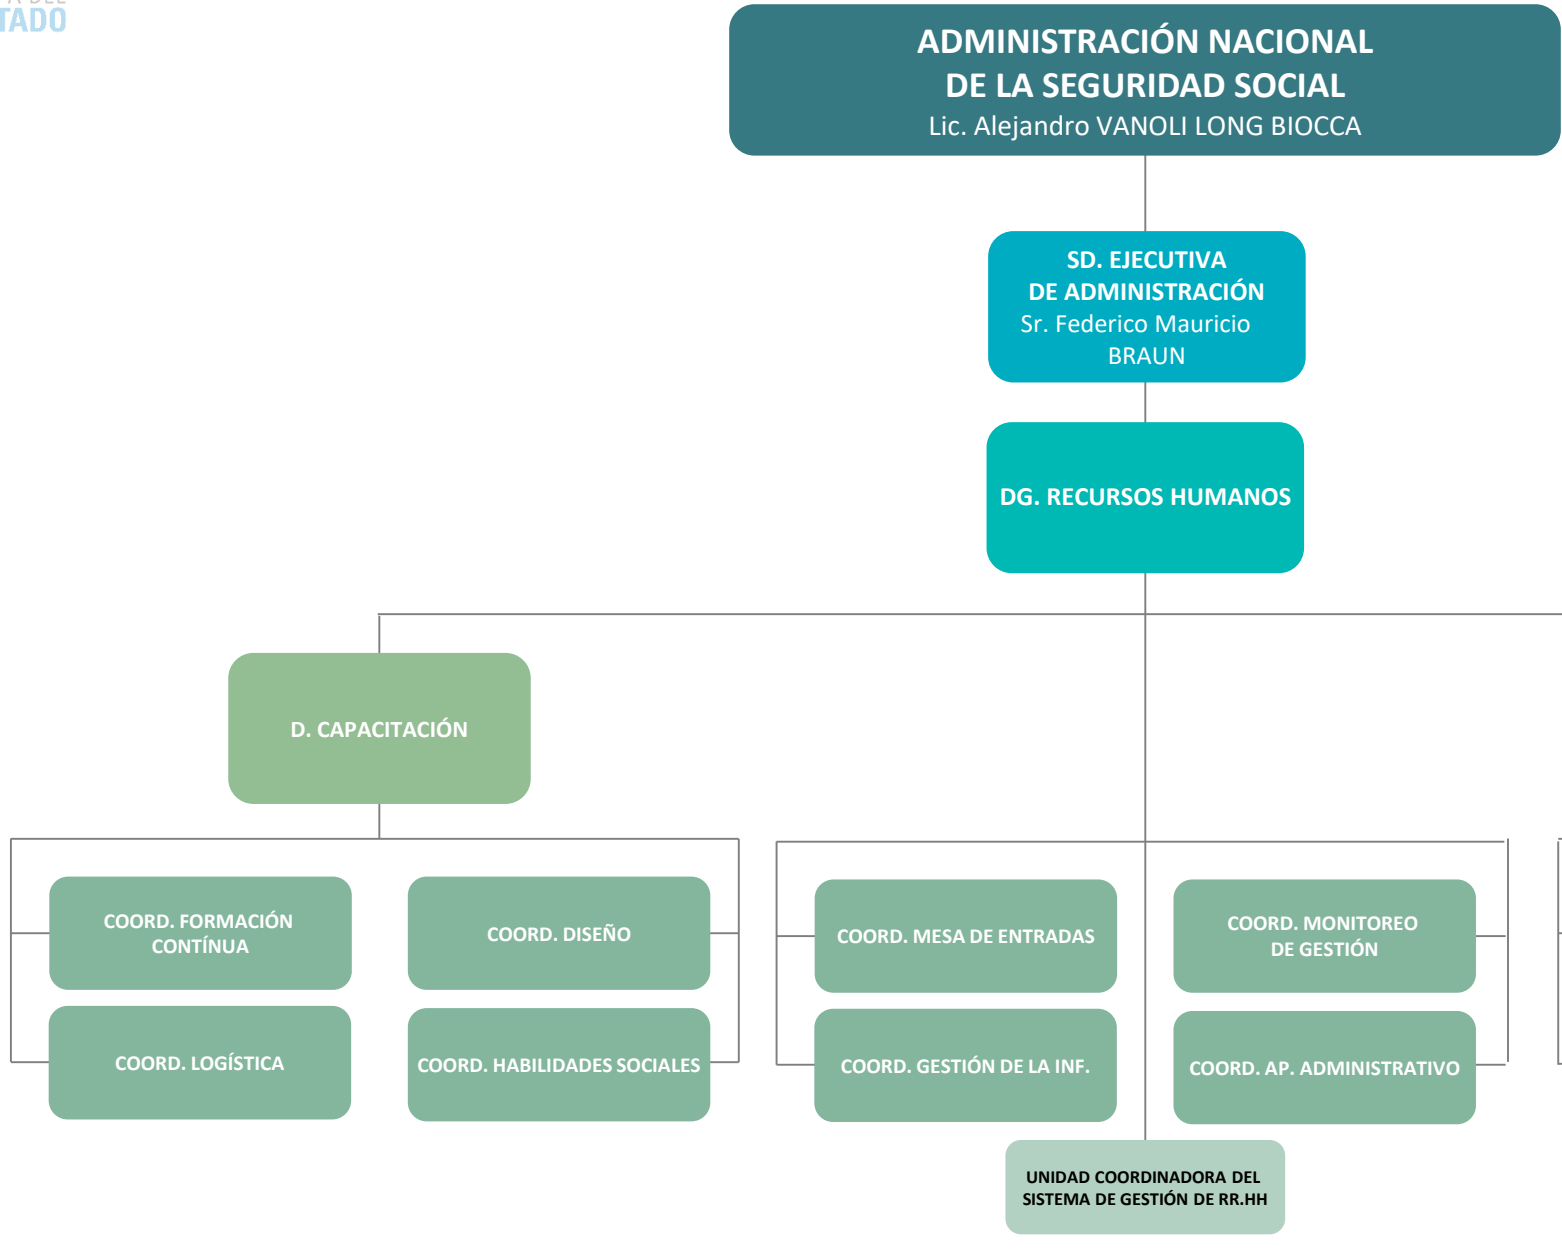 TADO
ADMINISTRACIÓN NACIONAL
DE LA SEGURIDAD SOCIAL
Lic. Alejandro VANOLI LONG BIOCCA
SD. EJECUTIVA
DE ADMINISTRACIÓN
Sr. Federico Mauricio
BRAUN
DG. RECURSOS HUMANOS
D. CAPACITACIÓN
COORD. FORMACIÓN
CONTÍNUA
COORD. DISEÑO
COORD. LOGÍSTICA
COORD. HABILIDADES SOCIALES
COORD. MESA DE ENTRADAS
COORD. MONITOREO
DE GESTIÓN
COORD. GESTIÓN DE LA INF.
COORD. AP. ADMINISTRATIVO
UNIDAD COORDINADORA DEL
SISTEMA DE GESTIÓN DE RR.HH